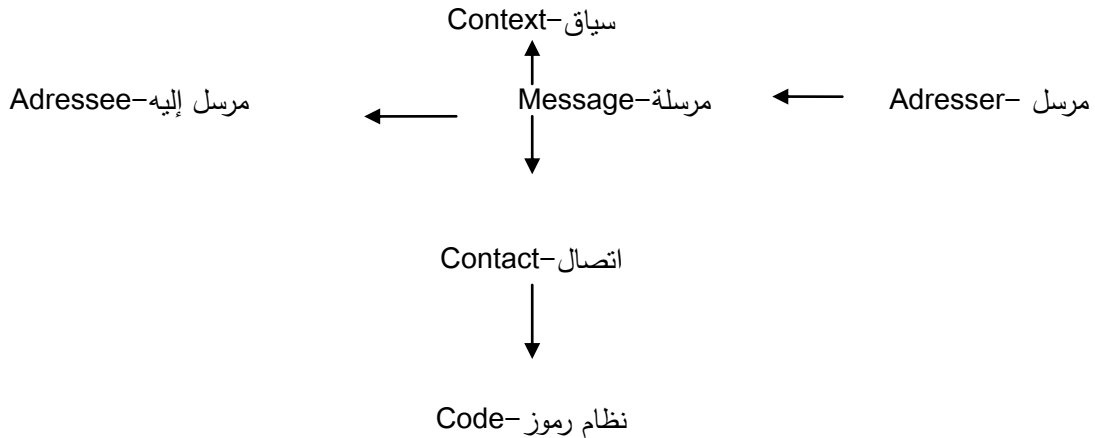 سياق-Context
مرسل -Adresser مرسلة-Message مرسل إليه-Adressee
اتصال-Contact
نظام رموز-Code